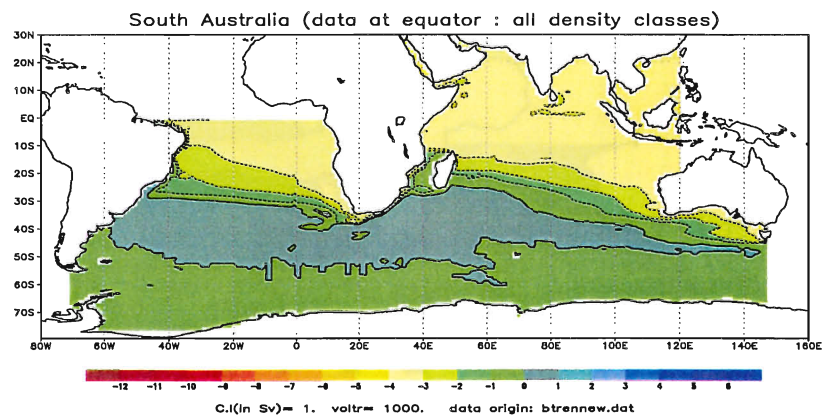 South Australia (data at equator : all density classes)
30N
20N
10N
EQ
10S
20S
30S
40S
50S
60S
70S
80W 60W 40W 20W 0 20E 40E 60E 80E 100E 120E 140E 160E
-12 -11 -10 -9 -8 -7 -6 -5 -4 -3 -2 -1 0 1 2 3 4 5 6
C.I(in Sv)= 1. voltr= 1000. data origin: btrennew.dat